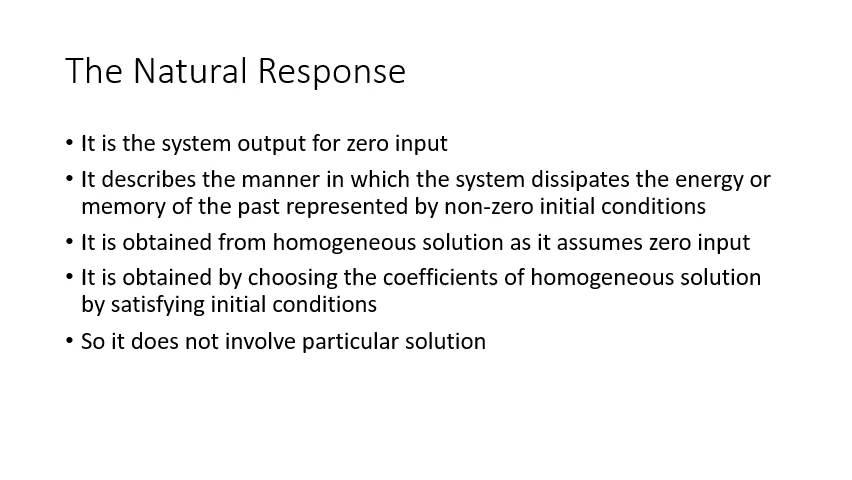 The Natural Response
• It is the system output for zero input
• It describes the manner in which the system dissipates the energy or
memory of the past represented by non-zero initial conditions
• It is obtained from homogeneous solution as it assumes zero input
• It is obtained by choosing the coefficients of homogeneous solution
by satisfying initial conditions
• So it does not involve particular solution